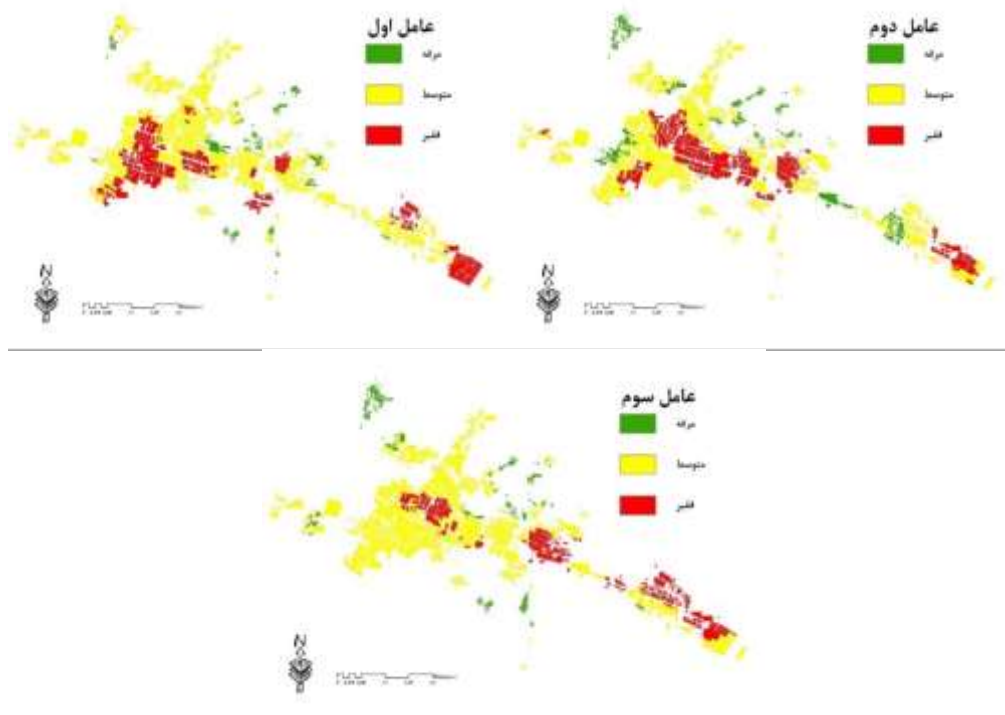 عامل اول
مرفه
متوسط
فقیر
N
عامل دوم
مرفه
متوسط
فقیر
N
عامل سوم
مرفه
متوسط
فقیر
N